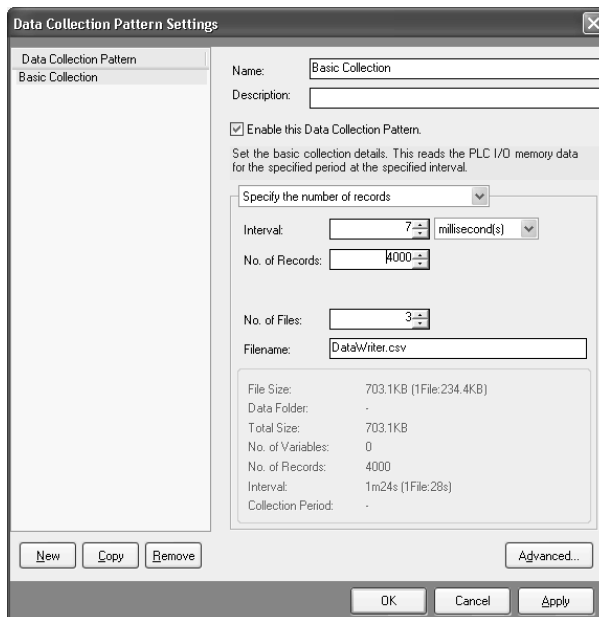 Data Collection Pattern Settings
Data Collection Pattern
Basic Collection
Name: Basic Collection
Description:
Enable this Data Collection Pattern.
Set the basic collection details. This reads the PLC I/O memory data
for the specified period at the specified interval.
Specify the number of records
Interval: 7 millisecond(s)
No. of Records: 4000
No. of Files: 3
Filename: DataWriter.csv
File Size: 703.1KB (1File:234.4KB)
Data Folder: -
Total Size: 703.1KB
No. of Variables: 0
No. of Records: 4000
Interval: 1m24s (1File:28s)
Collection Period: -
New Copy Remove Advanced...
OK Cancel Apply